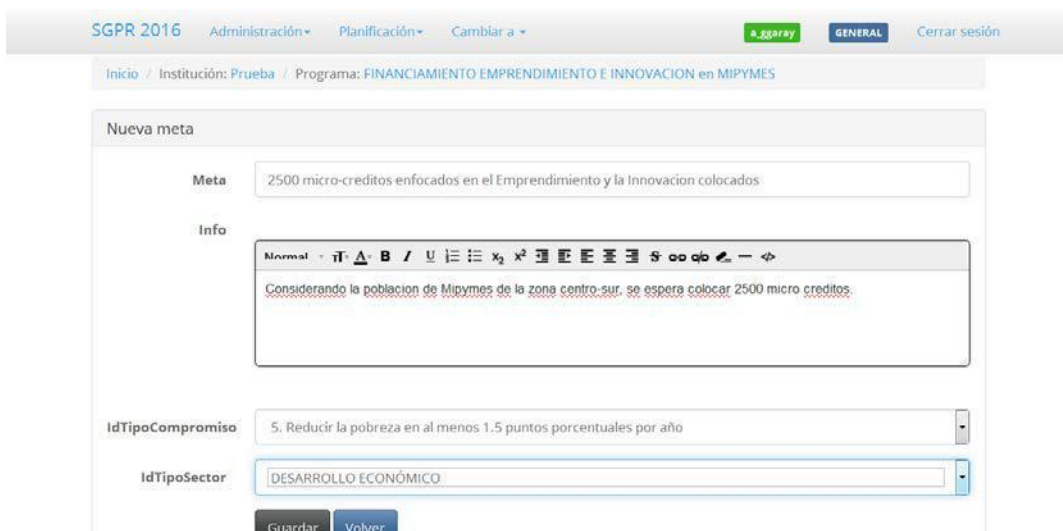 SGPR 2016 Administración Planificación Cambiar a a_ggaray GENERAL Cerrar sesión
Inicio / Institución: Prueba / Programa: FINANCIAMIENTO EMPRENDIMIENTO E INNOVACION en MIPYMES
Nueva meta
Meta 2500 micro-creditos enfocados en el Emprendimiento y la Innovacion colocados
Info
Normal T A B I U x₂ x² S
Considerando la poblacion de Mipymes de la zona centro-sur, se espera colocar 2500 micro creditos.
IdTipoCompromiso 5. Reducir la pobreza en al menos 1.5 puntos porcentuales por año
IdTipoSector DESARROLLO ECONÓMICO
Guardar Volver